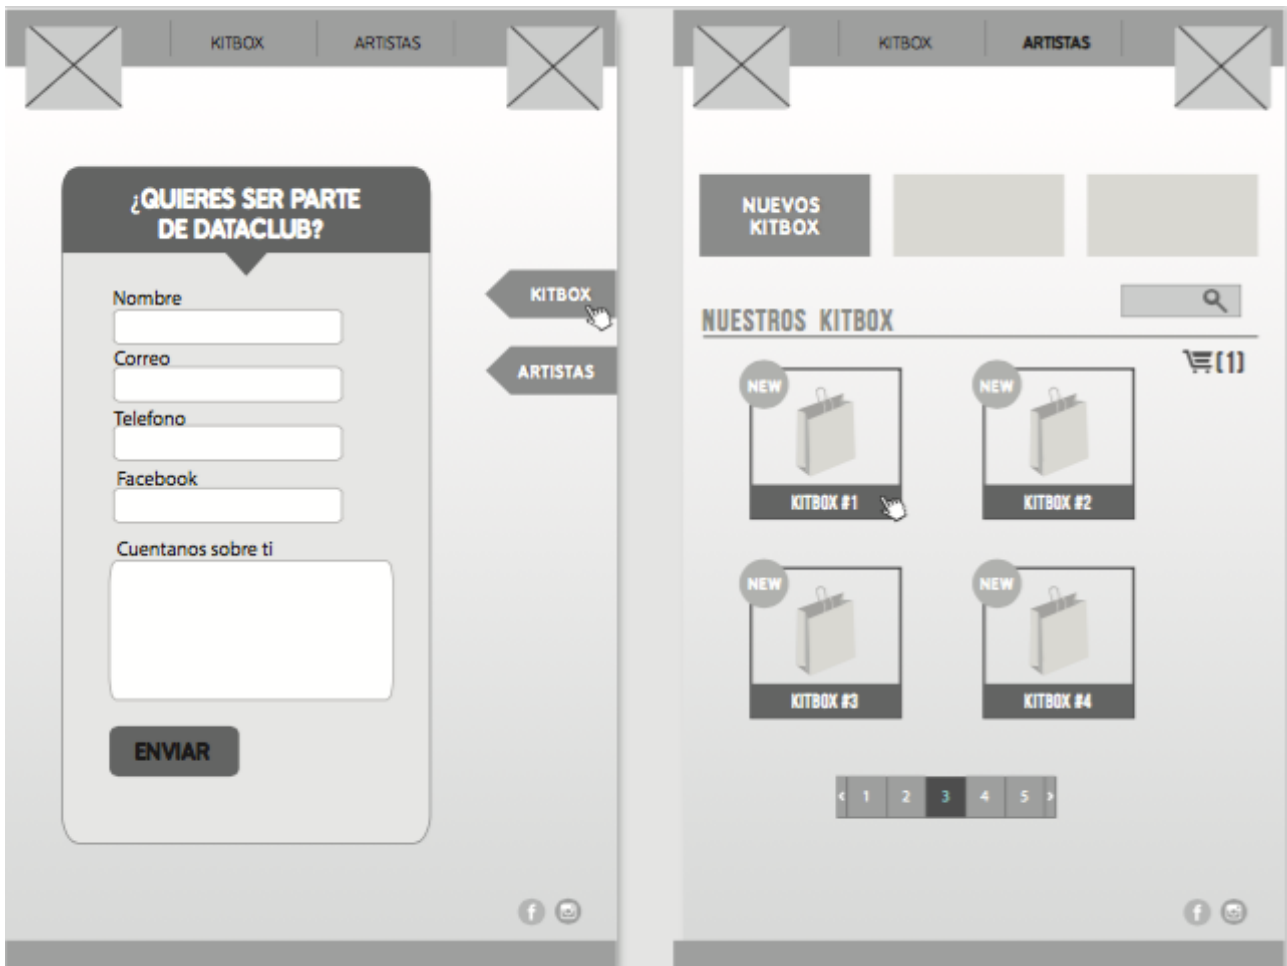 KITBOX ARTISTAS
¿QUIERES SER PARTE
DE DATACLUB?
Nombre
Correo
Telefono
Facebook
Cuentanos sobre ti
ENVIAR
KITBOX
ARTISTAS
f
KITBOX ARTISTAS
NUEVOS
KITBOX
NUESTROS KITBOX
(1)
NEW
KITBOX #1
NEW
KITBOX #2
NEW
KITBOX #3
NEW
KITBOX #4
‹ 1 2 3 4 5 ›
f